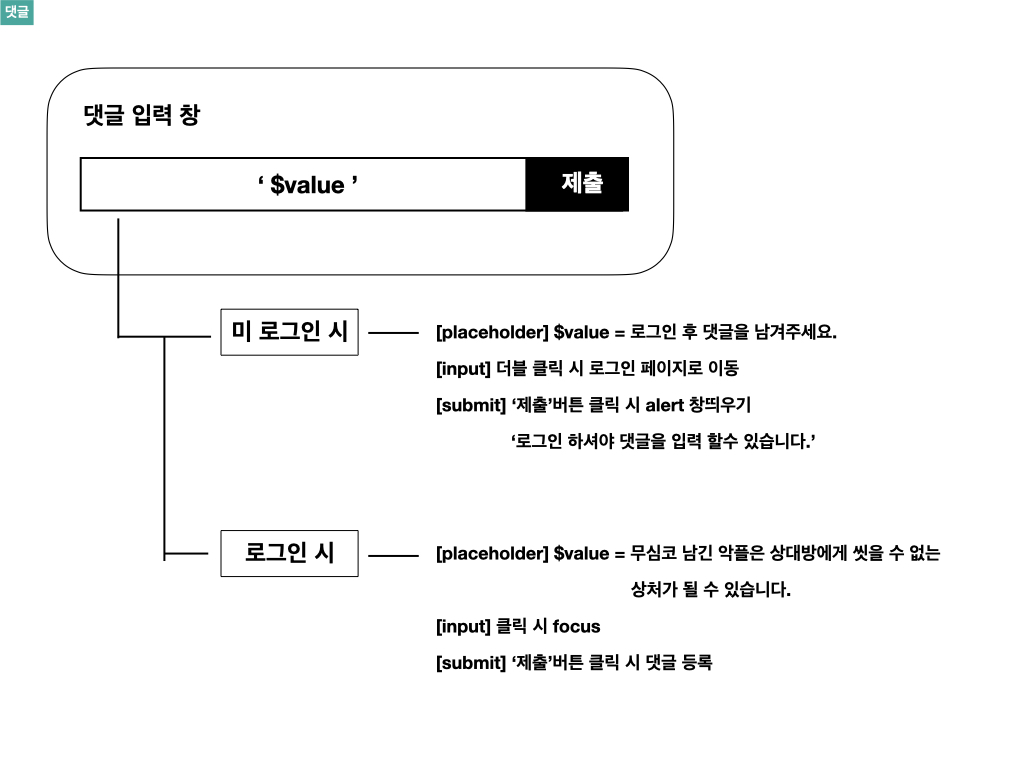 댓글
댓글 입력 창
‘ $value ’
제출
미 로그인 시
[placeholder] $value = 로그인 후 댓글을 남겨주세요.
[input] 더블 클릭 시 로그인 페이지로 이동
[submit] ‘제출’버튼 클릭 시 alert 창띄우기
‘로그인 하셔야 댓글을 입력 할수 있습니다.’
로그인 시
[placeholder] $value = 무심코 남긴 악플은 상대방에게 씻을 수 없는
상처가 될 수 있습니다.
[input] 클릭 시 focus
[submit] ‘제출’버튼 클릭 시 댓글 등록